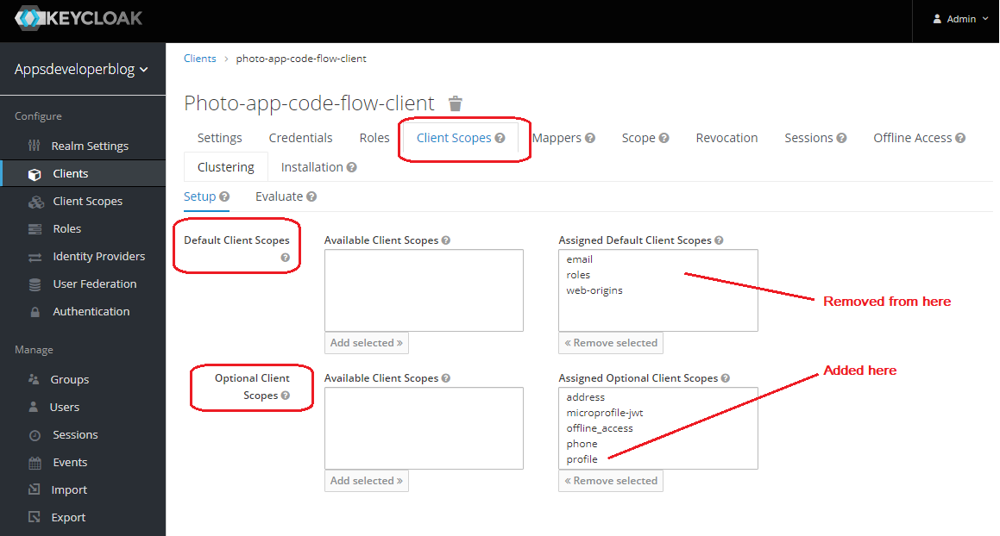 KEYCLOAK
Admin
Appsdeveloperblog
Configure
Realm Settings
Clients
Client Scopes
Roles
Identity Providers
User Federation
Authentication
Manage
Groups
Users
Sessions
Events
Import
Export
Clients > photo-app-code-flow-client
Photo-app-code-flow-client
Settings Credentials Roles Client Scopes ? Mappers ? Scope ? Revocation Sessions ? Offline Access ?
Clustering Installation ?
Setup ? Evaluate ?
Default Client Scopes
?
Available Client Scopes ?
Add selected »
Assigned Default Client Scopes ?
email
roles
web-origins
« Remove selected
Removed from here
Optional Client
Scopes ?
Available Client Scopes ?
Add selected »
Assigned Optional Client Scopes ?
address
microprofile-jwt
offline_access
phone
profile
« Remove selected
Added here